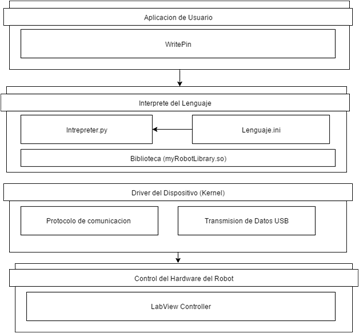 Aplicacion de Usuario
WritePin
Interprete del Lenguaje
Intrepreter.py
Lenguaje.ini
Biblioteca (myRobotLibrary.so)
Driver del Dispositivo (Kernel)
Protocolo de comunicacion
Transmision de Datos USB
Control del Hardware del Robot
LabView Controller